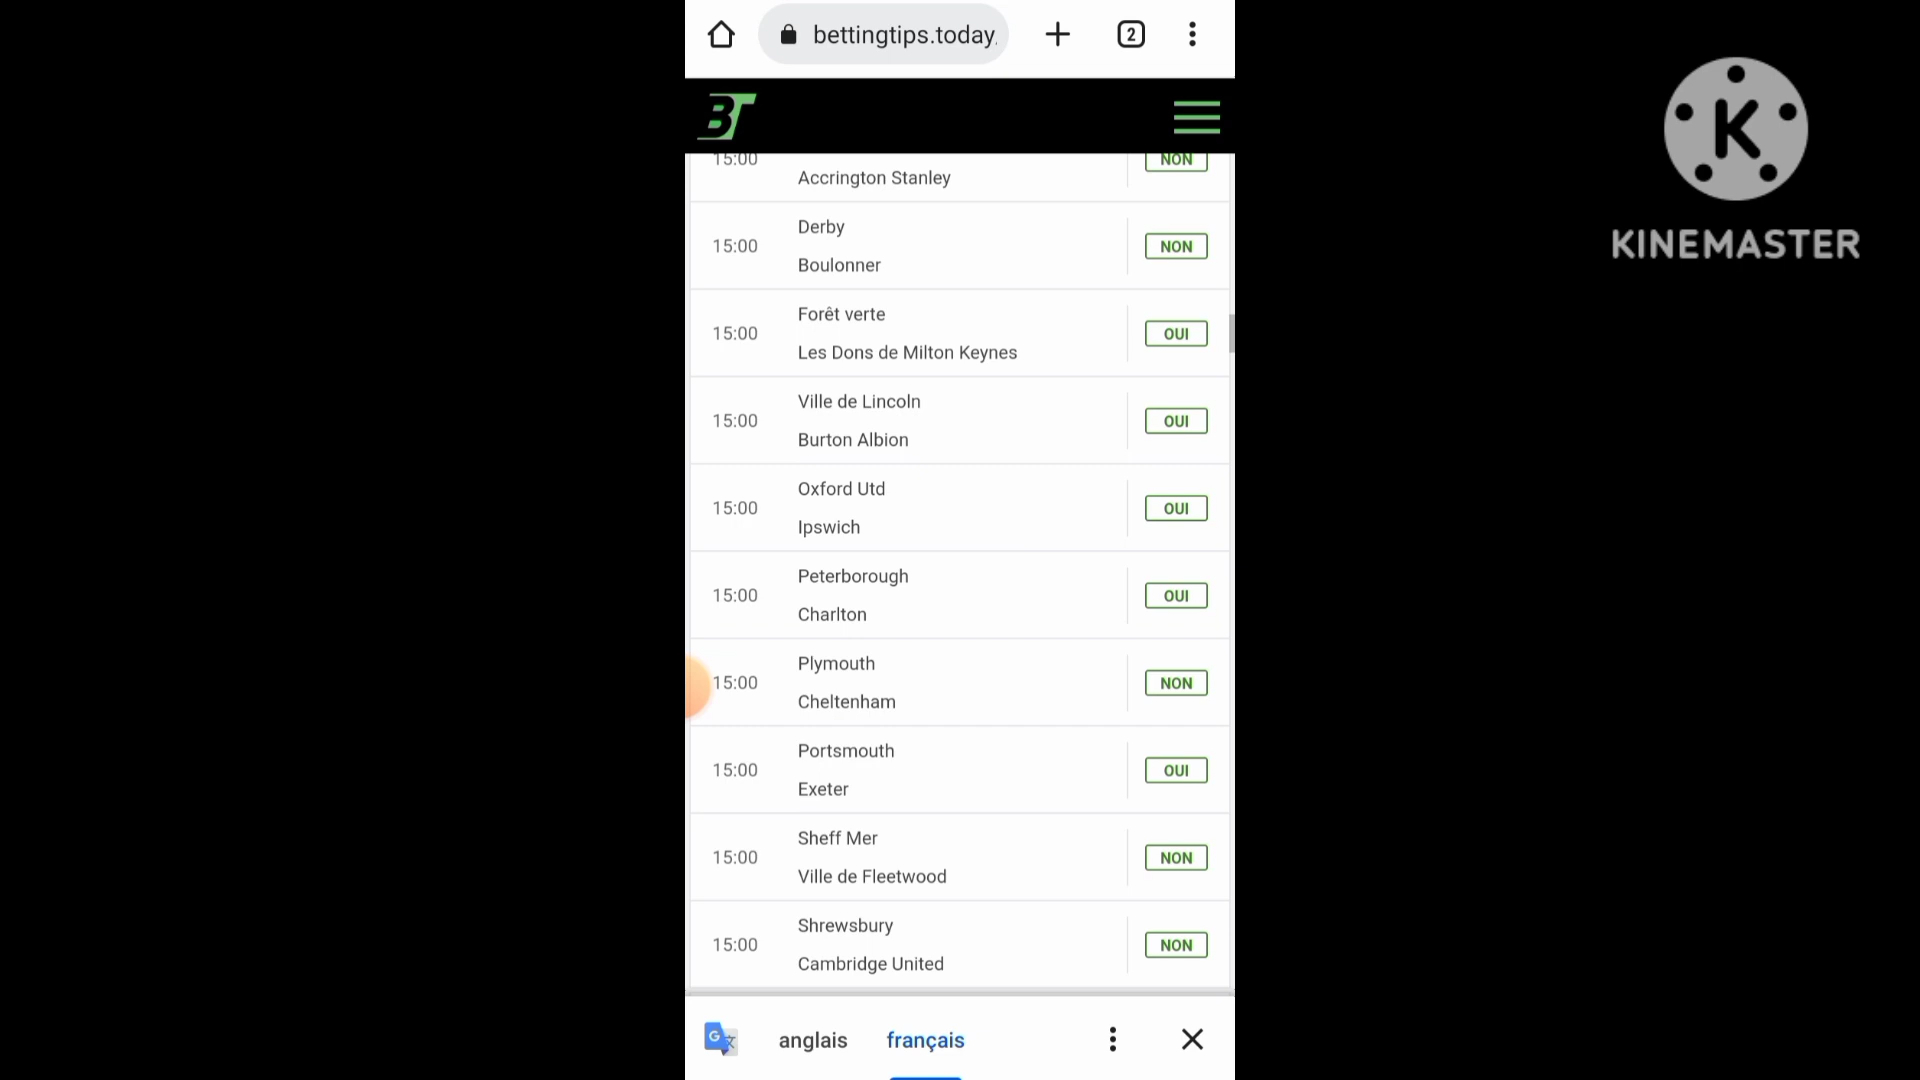 bettingtips.today
2
BT
15:00
Accrington Stanley
NON
15:00
Derby
Boulonner
NON
15:00
Forêt verte
Les Dons de Milton Keynes
OUI
15:00
Ville de Lincoln
Burton Albion
OUI
15:00
Oxford Utd
Ipswich
OUI
15:00
Peterborough
Charlton
OUI
15:00
Plymouth
Cheltenham
NON
15:00
Portsmouth
Exeter
OUI
15:00
Sheff Mer
Ville de Fleetwood
NON
15:00
Shrewsbury
Cambridge United
NON
G
anglais
français
K
KINEMASTER